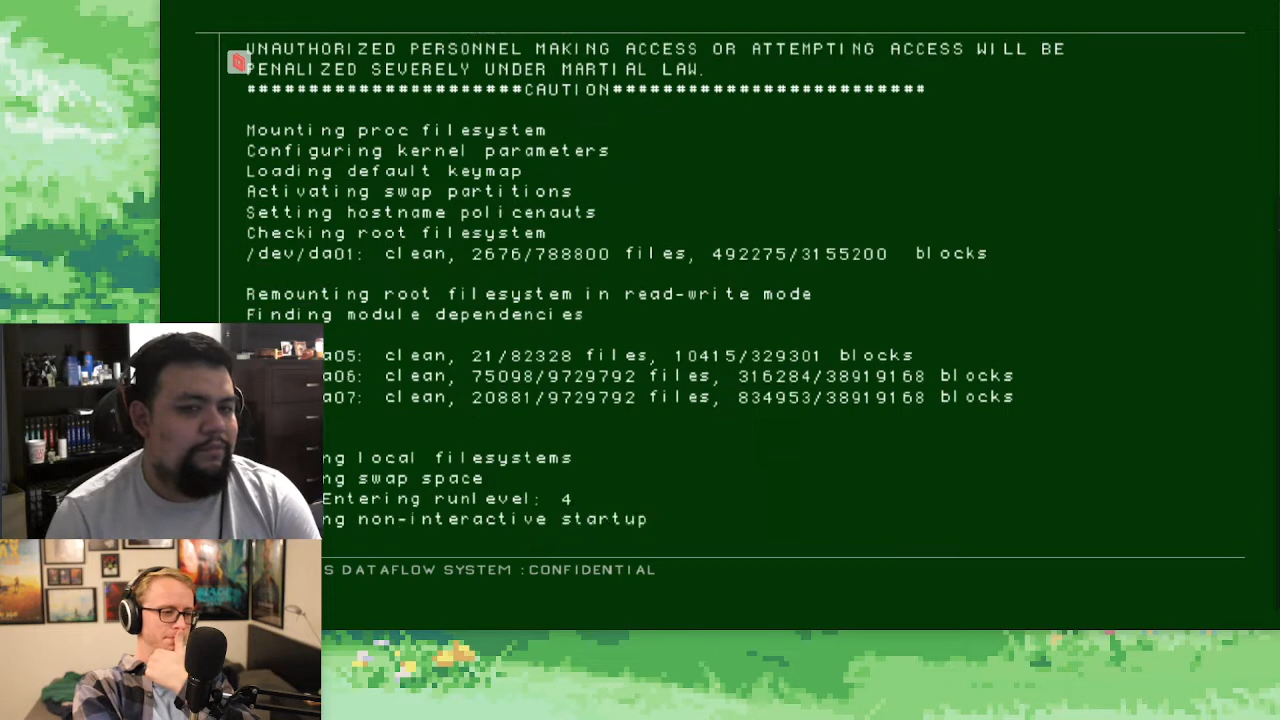 UNAUTHORIZED PERSONNEL MAKING ACCESS OR ATTEMPTING ACCESS WILL BE
PENALIZED SEVERELY UNDER MARTIAL LAW.
######################CAUTION#########################
Mounting proc filesystem
Configuring kernel parameters
Loading default keymap
Activating swap partitions
Setting hostname policenauts
Checking root filesystem
/dev/da01: clean, 2676/788800 files, 492275/3155200 blocks
Remounting root filesystem in read-write mode
Finding module dependencies
a05: clean, 21/82328 files, 10415/329301 blocks
a06: clean, 75098/9729792 files, 316284/38919168 blocks
a07: clean, 20881/9729792 files, 834953/38919168 blocks
ng local filesystems
ng swap space
Entering runlevel: 4
ng non-interactive startup
S DATAFLOW SYSTEM :CONFIDENTIAL